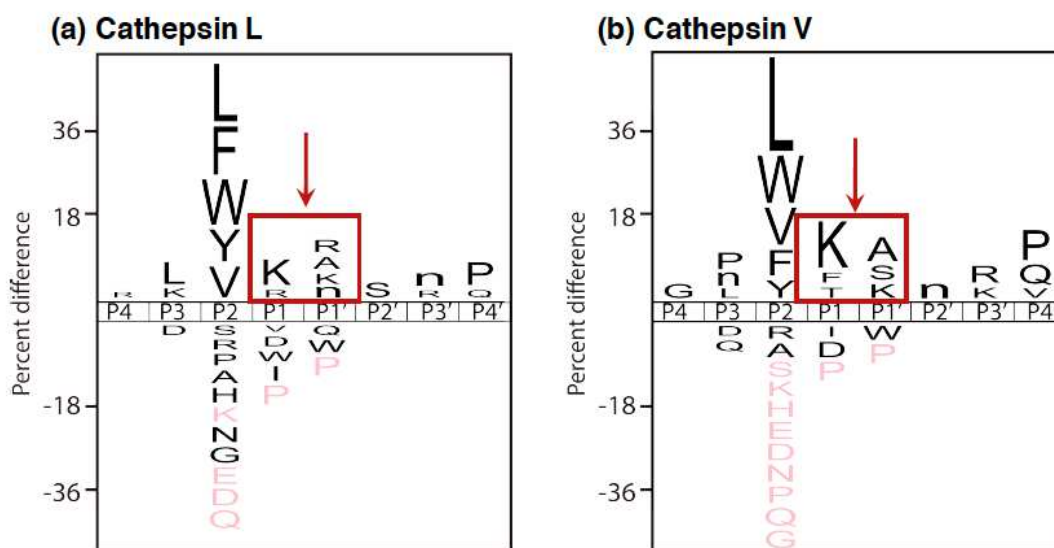 (a) Cathepsin L
Percent difference
36
18
-18
-36
L
F
W
Y R
L V K A P
K R K S n
R n R Q
P4 P3 P2 P1 P1' P2' P3' P4'
D S V Q
R D W
P W P
A I
H P
K
N
G
E
D
Q
(b) Cathepsin V
Percent difference
36
18
-18
-36
L
W
V K A P
P F S R Q
n F
G L Y T K n K V
P4 P3 P2 P1 P1' P2' P3' P4
D R I W
Q A D P
S P
K
H
E
D
N
P
Q
G